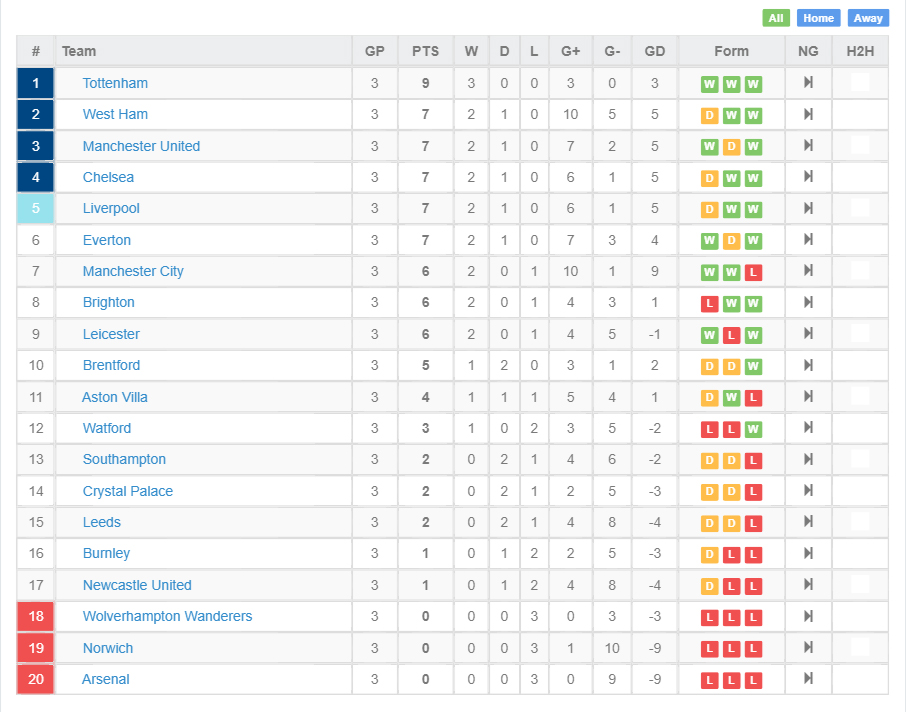 All Home Away
# Team GP PTS W D L G+ G- GD Form NG H2H
1 Tottenham 3 9 3 0 0 3 0 3 W W W
2 West Ham 3 7 2 1 0 10 5 5 D W W
3 Manchester United 3 7 2 1 0 7 2 5 W D W
4 Chelsea 3 7 2 1 0 6 1 5 D W W
5 Liverpool 3 7 2 1 0 6 1 5 D W W
6 Everton 3 7 2 1 0 7 3 4 W D W
7 Manchester City 3 6 2 0 1 10 1 9 W W L
8 Brighton 3 6 2 0 1 4 3 1 L W W
9 Leicester 3 6 2 0 1 4 5 -1 W L W
10 Brentford 3 5 1 2 0 3 1 2 D D W
11 Aston Villa 3 4 1 1 1 5 4 1 D W L
12 Watford 3 3 1 0 2 3 5 -2 L L W
13 Southampton 3 2 0 2 1 4 6 -2 D D L
14 Crystal Palace 3 2 0 2 1 2 5 -3 D D L
15 Leeds 3 2 0 2 1 4 8 -4 D D L
16 Burnley 3 1 0 1 2 2 5 -3 D L L
17 Newcastle United 3 1 0 1 2 4 8 -4 D L L
18 Wolverhampton Wanderers 3 0 0 0 3 0 3 -3 L L L
19 Norwich 3 0 0 0 3 1 10 -9 L L L
20 Arsenal 3 0 0 0 3 0 9 -9 L L L